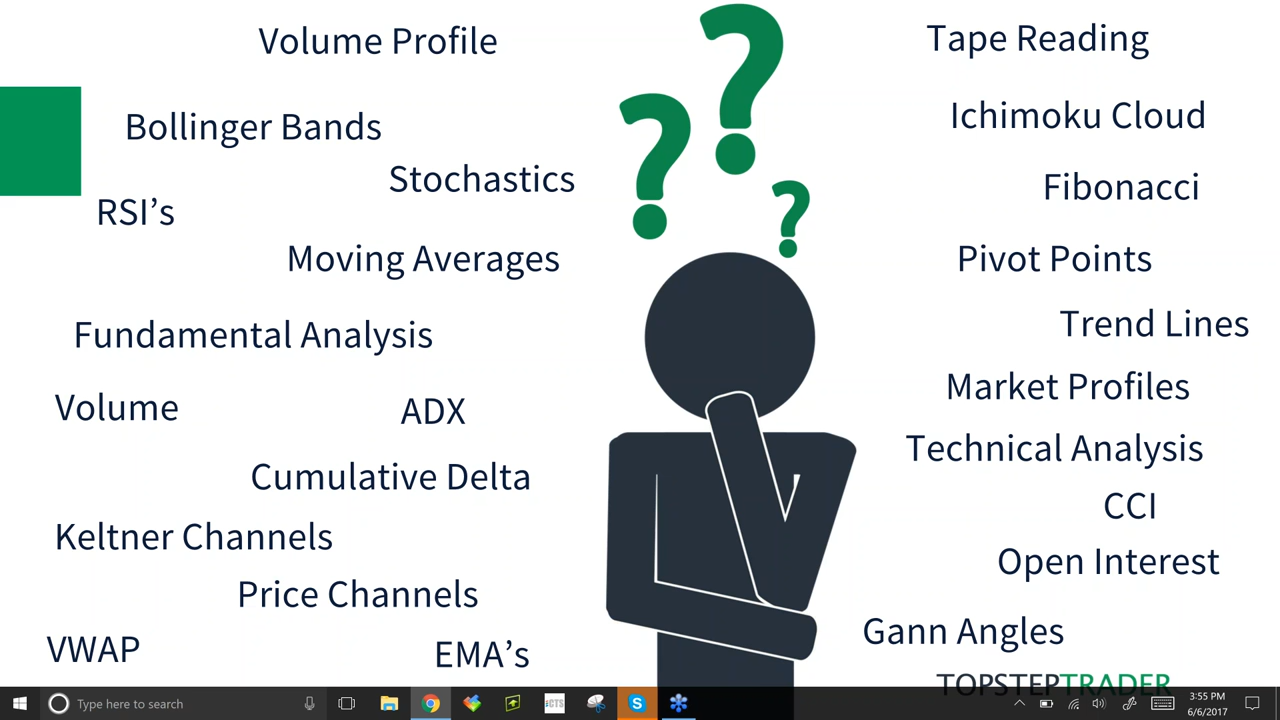 Volume Profile
Bollinger Bands
Stochastics
RSI’s
Moving Averages
Fundamental Analysis
Volume
ADX
Cumulative Delta
Keltner Channels
Price Channels
VWAP
EMA’s
?
?
?
Tape Reading
Ichimoku Cloud
Fibonacci
Pivot Points
Trend Lines
Market Profiles
Technical Analysis
CCI
Open Interest
Gann Angles
TOPSTEPTRADER
Type here to search
CTS
S
3:55 PM
6/6/2017